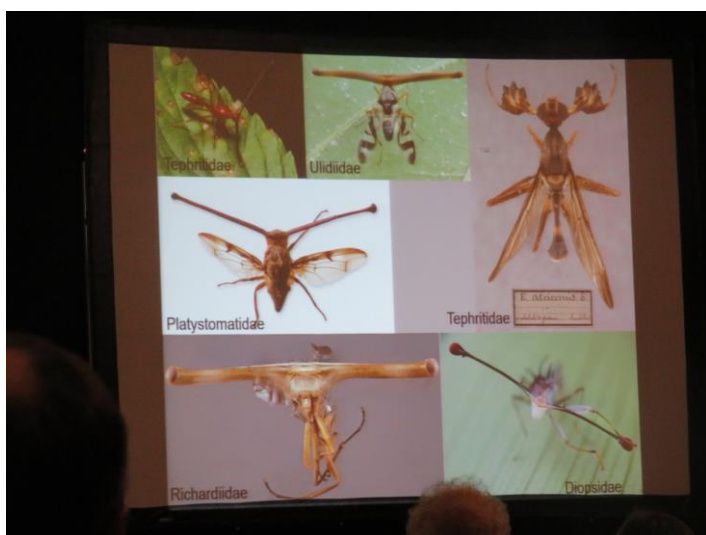 Tephritidae
Ulidiidae
Platystomatidae
Tephritidae
Richardiidae
Diopsidae